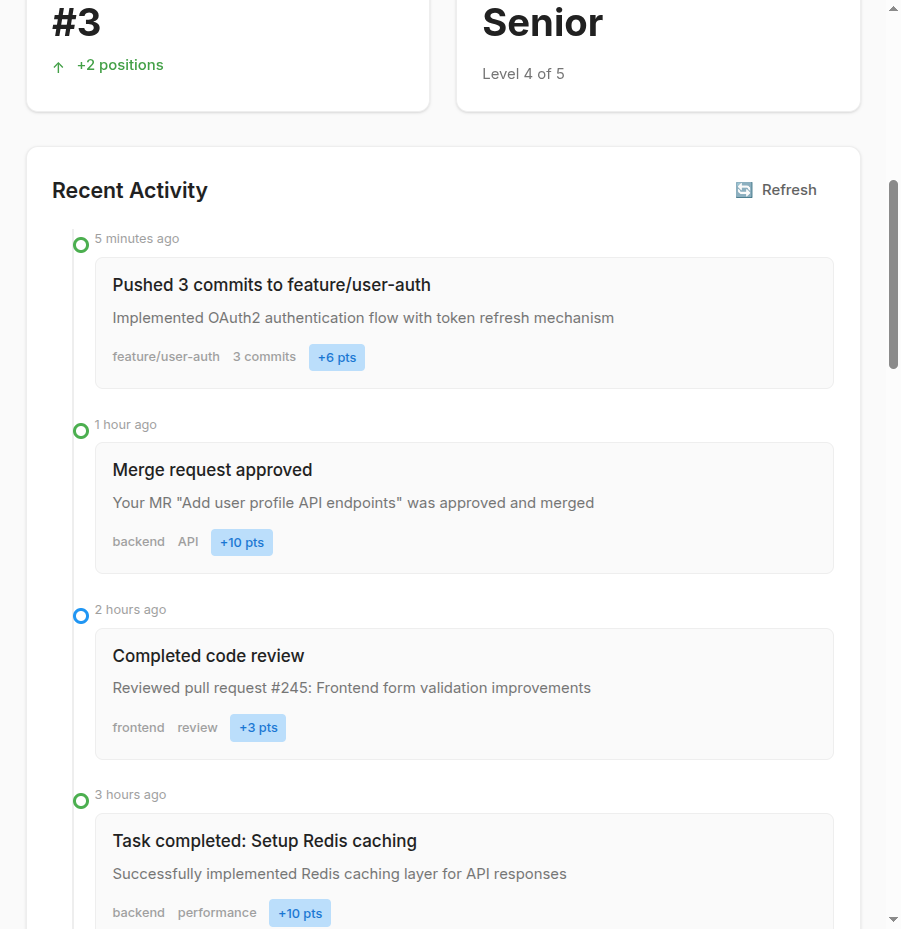 #3
↑ +2 positions
Senior
Level 4 of 5
Recent Activity
Refresh
5 minutes ago
Pushed 3 commits to feature/user-auth
Implemented OAuth2 authentication flow with token refresh mechanism
feature/user-auth 3 commits +6 pts
1 hour ago
Merge request approved
Your MR "Add user profile API endpoints" was approved and merged
backend API +10 pts
2 hours ago
Completed code review
Reviewed pull request #245: Frontend form validation improvements
frontend review +3 pts
3 hours ago
Task completed: Setup Redis caching
Successfully implemented Redis caching layer for API responses
backend performance +10 pts